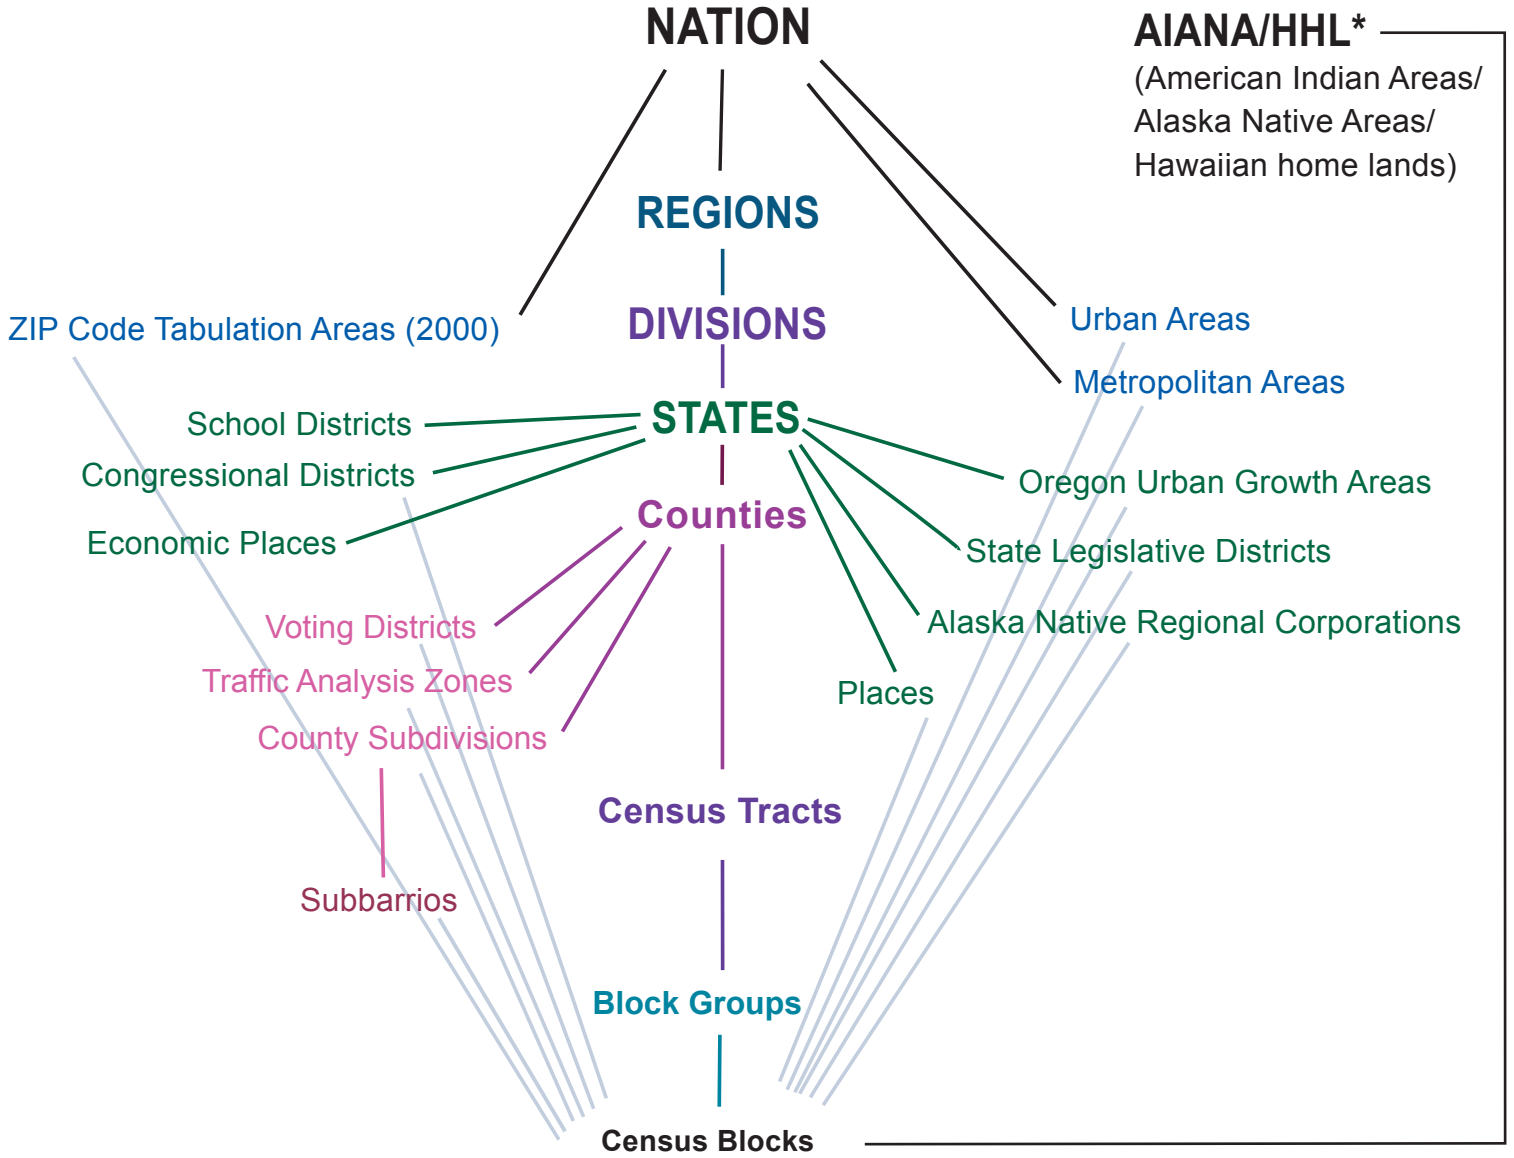 NATION
AIANA/HHL*
(American Indian Areas/
Alaska Native Areas/
Hawaiian home lands)
REGIONS
ZIP Code Tabulation Areas (2000)
DIVISIONS
Urban Areas
Metropolitan Areas
School Districts
STATES
Congressional Districts
Oregon Urban Growth Areas
Counties
Economic Places
State Legislative Districts
Voting Districts
Alaska Native Regional Corporations
Traffic Analysis Zones
Places
County Subdivisions
Census Tracts
Subbarrios
Block Groups
Census Blocks